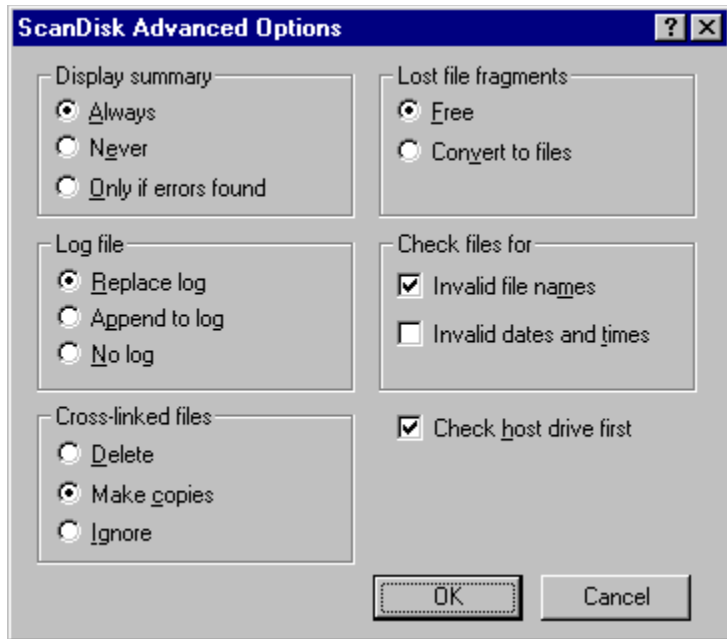 ScanDisk Advanced Options
Display summary
Always
Never
Only if errors found
Log file
Replace log
Append to log
No log
Cross-linked files
Delete
Make copies
Ignore
Lost file fragments
Free
Convert to files
Check files for
Invalid file names
Invalid dates and times
Check host drive first
OK
Cancel